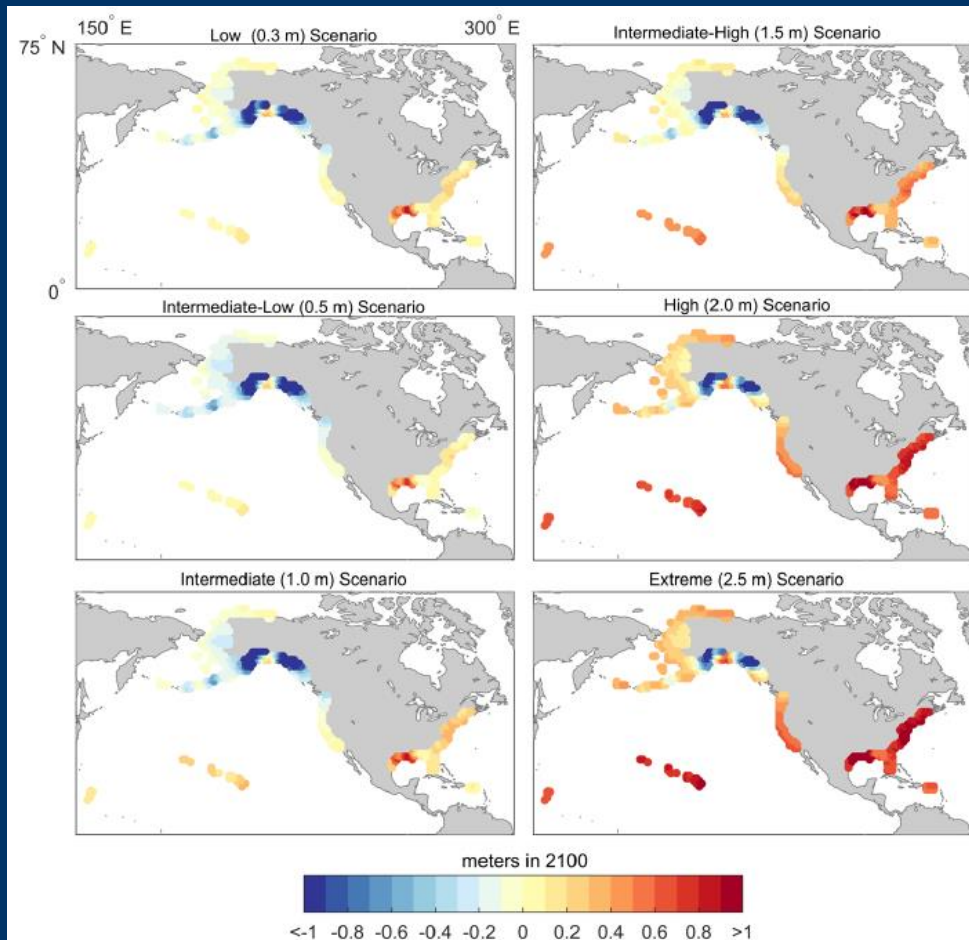 150° E
300° E
75° N
Low (0.3 m) Scenario
Intermediate-High (1.5 m) Scenario
0°
Intermediate-Low (0.5 m) Scenario
High (2.0 m) Scenario
Intermediate (1.0 m) Scenario
Extreme (2.5 m) Scenario
meters in 2100
<-1 -0.8 -0.6 -0.4 -0.2 0 0.2 0.4 0.6 0.8 >1